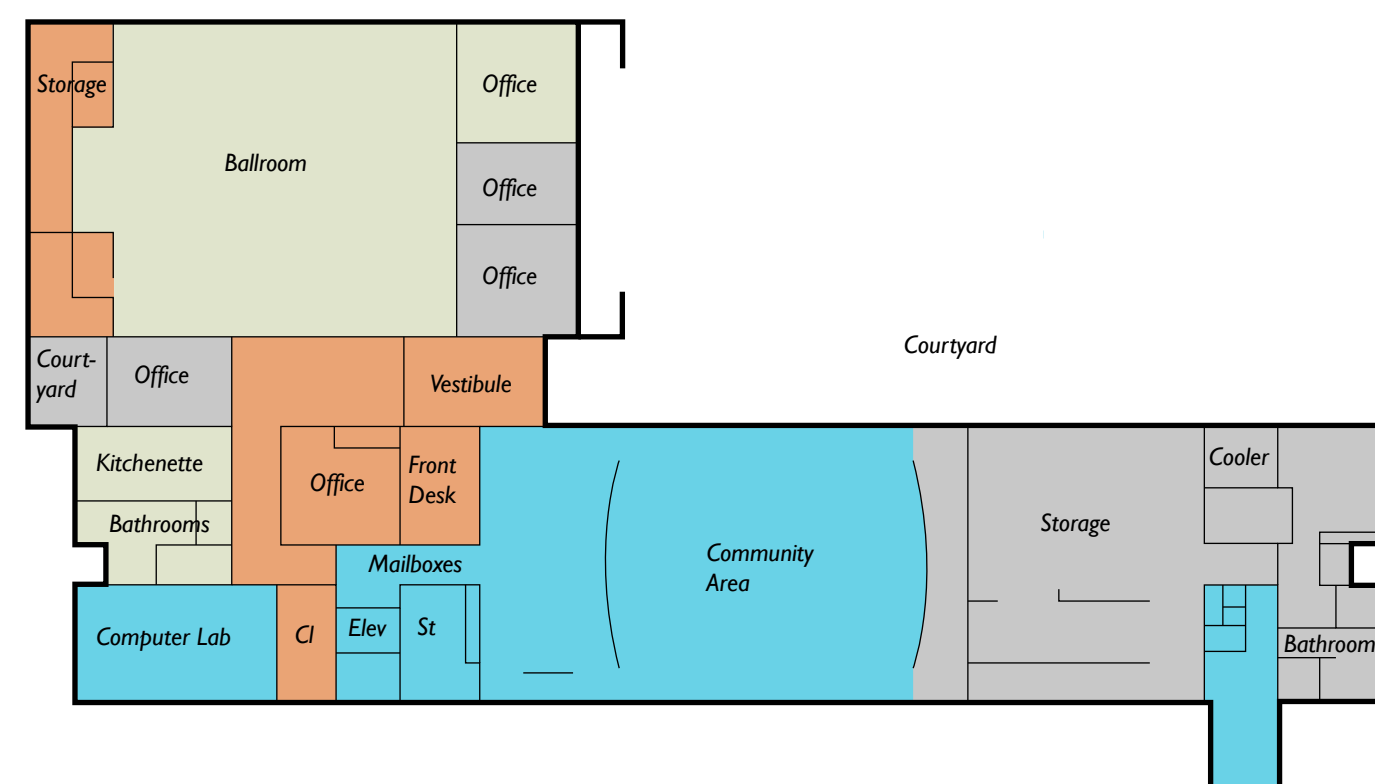 Storage
Office
Ballroom
Office
Office
Courtyard
Court-
yard
Office
Vestibule
Kitchenette
Office
Front
Desk
Cooler
Bathrooms
Storage
Mailboxes
Community
Area
Computer Lab
CI
Elev
St
Bathroom